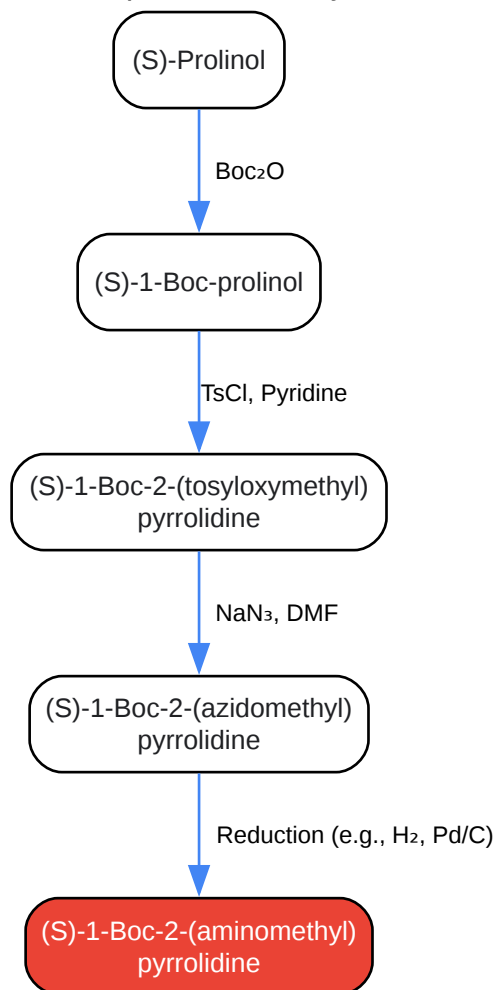 (S)-Prolinol
Boc₂O
(S)-1-Boc-prolinol
TsCl, Pyridine
(S)-1-Boc-2-(tosyloxymethyl)
pyrrolidine
NaN₃, DMF
(S)-1-Boc-2-(azidomethyl)
pyrrolidine
Reduction (e.g., H₂, Pd/C)
(S)-1-Boc-2-(aminomethyl)
pyrrolidine